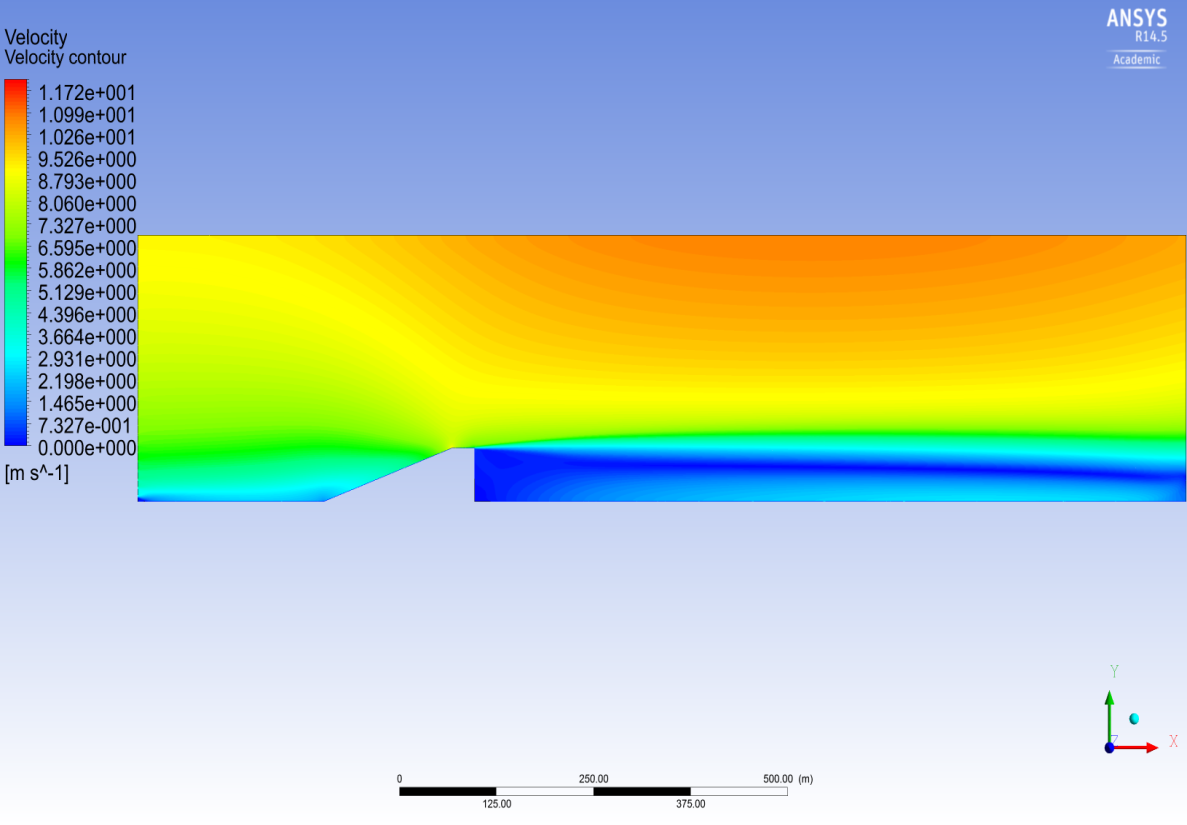 ANSYS
R14.5
Academic
Velocity
Velocity contour
1.172e+001
1.099e+001
1.026e+001
9.526e+000
8.793e+000
8.060e+000
7.327e+000
6.595e+000
5.862e+000
5.129e+000
4.396e+000
3.664e+000
2.931e+000
2.198e+000
1.465e+000
7.327e-001
0.000e+000
[m s^-1]
Y
Z
X
0 250.00 500.00 (m)
125.00 375.00